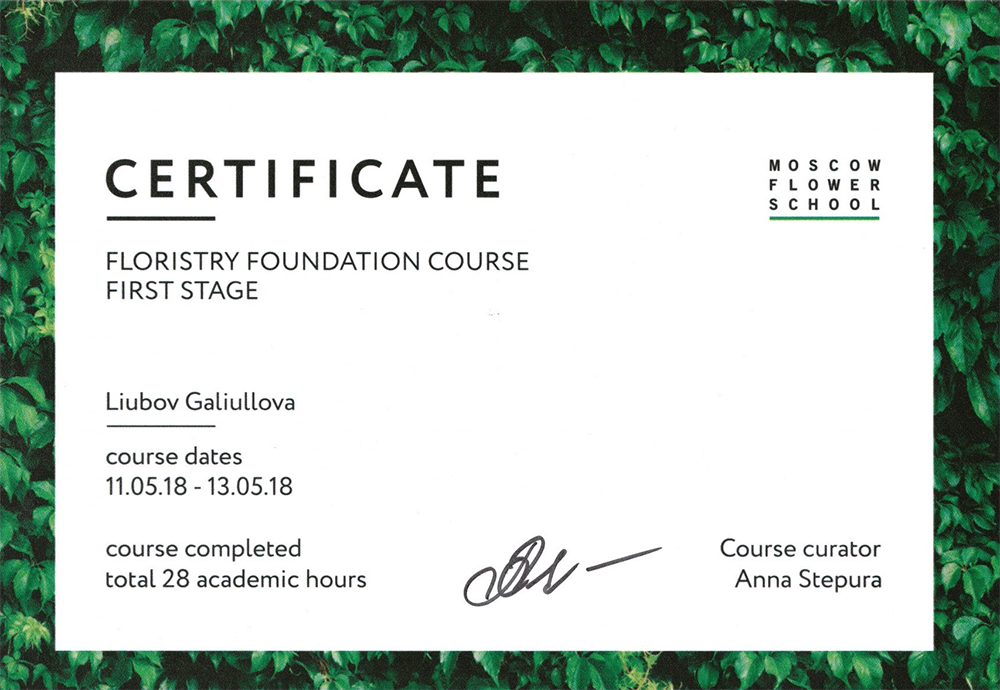 CERTIFICATE
MOSCOW
FLOWER
SCHOOL
FLORISTRY FOUNDATION COURSE
FIRST STAGE
Liubov Galiullova
course dates
11.05.18 - 13.05.18
course completed
total 28 academic hours
Course curator
Anna Stepura